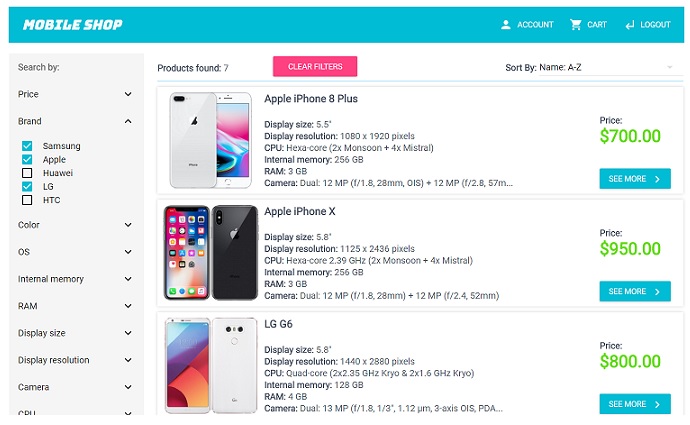 MOBILE SHOP
ACCOUNT
CART
LOGOUT
Search by:
Price
Brand
Samsung
Apple
Huawei
LG
HTC
Color
OS
Internal memory
RAM
Display size
Display resolution
Camera
CPU
Products found: 7
CLEAR FILTERS
Sort By: Name: A-Z
Apple iPhone 8 Plus
Display size: 5.5"
Display resolution: 1080 x 1920 pixels
CPU: Hexa-core (2x Monsoon + 4x Mistral)
Internal memory: 256 GB
RAM: 3 GB
Camera: Dual: 12 MP (f/1.8, 28mm, OIS) + 12 MP (f/2.8, 57m...
Price:
$700.00
SEE MORE
Apple iPhone X
Display size: 5.8"
Display resolution: 1125 x 2436 pixels
CPU: Hexa-core 2.39 GHz (2x Monsoon + 4x Mistral)
Internal memory: 256 GB
RAM: 3 GB
Camera: Dual: 12 MP (f/1.8, 28mm) + 12 MP (f/2.4, 52mm)
Price:
$950.00
SEE MORE
LG G6
Display size: 5.8"
Display resolution: 1440 x 2880 pixels
CPU: Quad-core (2x2.35 GHz Kryo & 2x1.6 GHz Kryo)
Internal memory: 128 GB
RAM: 4 GB
Camera: Dual: 13 MP (f/1.8, 1/3", 1.12 µm, 3-axis OIS, PDA...
Price:
$800.00
SEE MORE